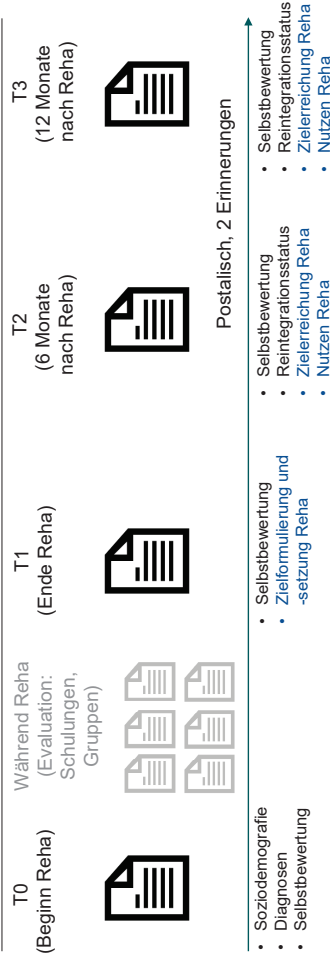 T0
(Beginn Reha)
Während Reha
(Evaluation:
Schulungen,
Gruppen)
T1
(Ende Reha)
T2
(6 Monate
nach Reha)
T3
(12 Monate
nach Reha)
Postalisch, 2 Erinnerungen
• Soziodemografie
• Diagnosen
• Selbstbewertung
• Selbstbewertung
• Zielformulierung und
-setzung Reha
• Selbstbewertung
• Reintegrationsstatus
• Zielerreichung Reha
• Nutzen Reha
• Selbstbewertung
• Reintegrationsstatus
• Zielerreichung Reha
• Nutzen Reha